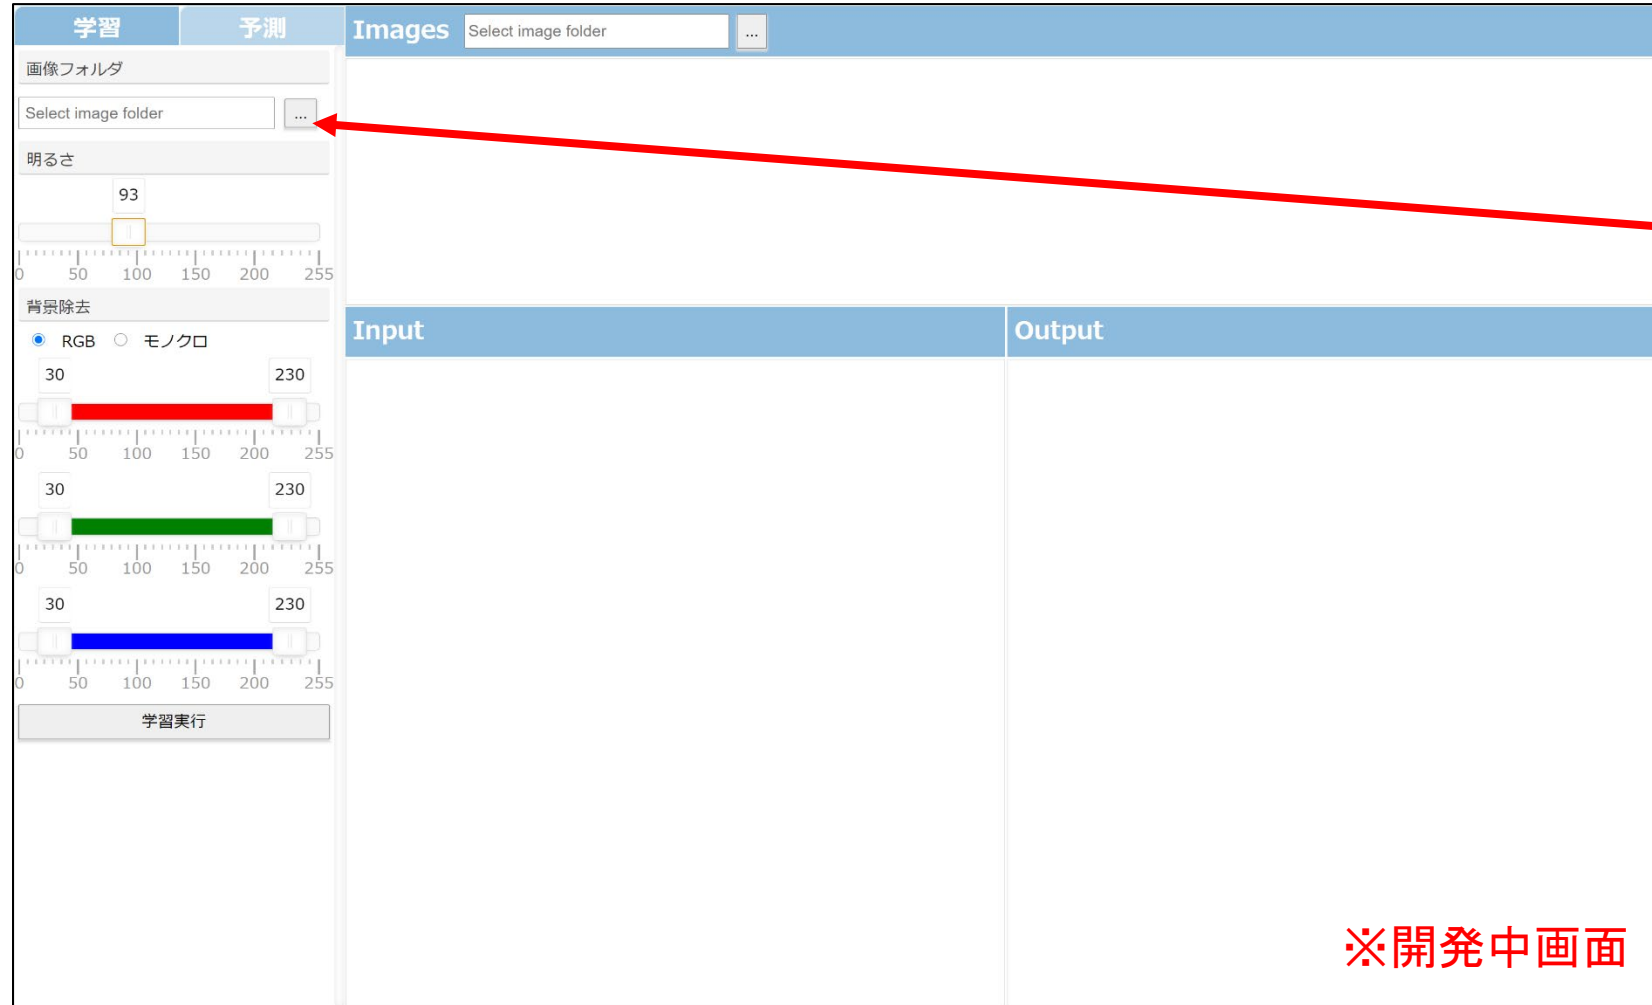 学習 予測
Images Select image folder ...
画像フォルダ
Select image folder ...
明るさ
93
0 50 100 150 200 255
背景除去
RGB モノクロ
30 230
0 50 100 150 200 255
30 230
0 50 100 150 200 255
30 230
0 50 100 150 200 255
学習実行
Input
Output
※開発中画面